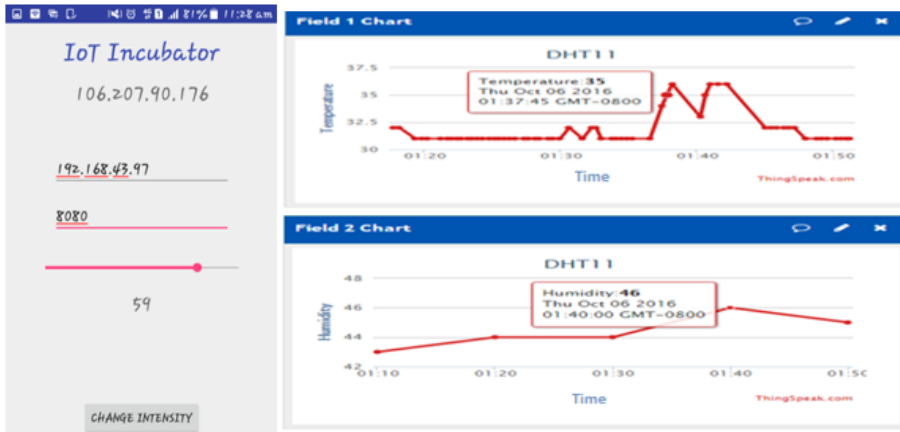 81% 11:28 am
IoT Incubator
106.207.90.176
192.168.43.97
8080
59
CHANGE INTENSITY
Field 1 Chart
DHT11
37.5
35
32.5
30
Temperature
Temperature:35
Thu Oct 06 2016
01:37:45 GMT-0800
01:20 01:30 01:40 01:50
Time
ThingSpeak.com
Field 2 Chart
DHT11
48
46
44
42
Humidity
Humidity:46
Thu Oct 06 2016
01:40:00 GMT-0800
01:10 01:20 01:30 01:40
Time
ThingSpeak.com